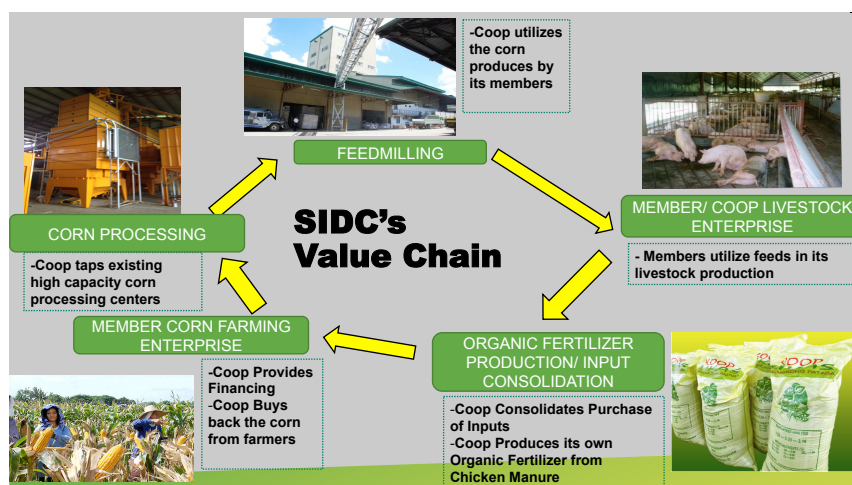 -Coop utilizes
the corn
produces by
its members
FEEDMILLING
MEMBER/ COOP LIVESTOCK
ENTERPRISE
- Members utilize feeds in its
livestock production
SIDC's
Value Chain
CORN PROCESSING
-Coop taps existing
high capacity corn
processing centers
MEMBER CORN FARMING
ENTERPRISE
-Coop Provides
Financing
-Coop Buys
back the corn
from farmers
ORGANIC FERTILIZER
PRODUCTION/ INPUT
CONSOLIDATION
-Coop Consolidates Purchase
of Inputs
-Coop Produces its own
Organic Fertilizer from
Chicken Manure